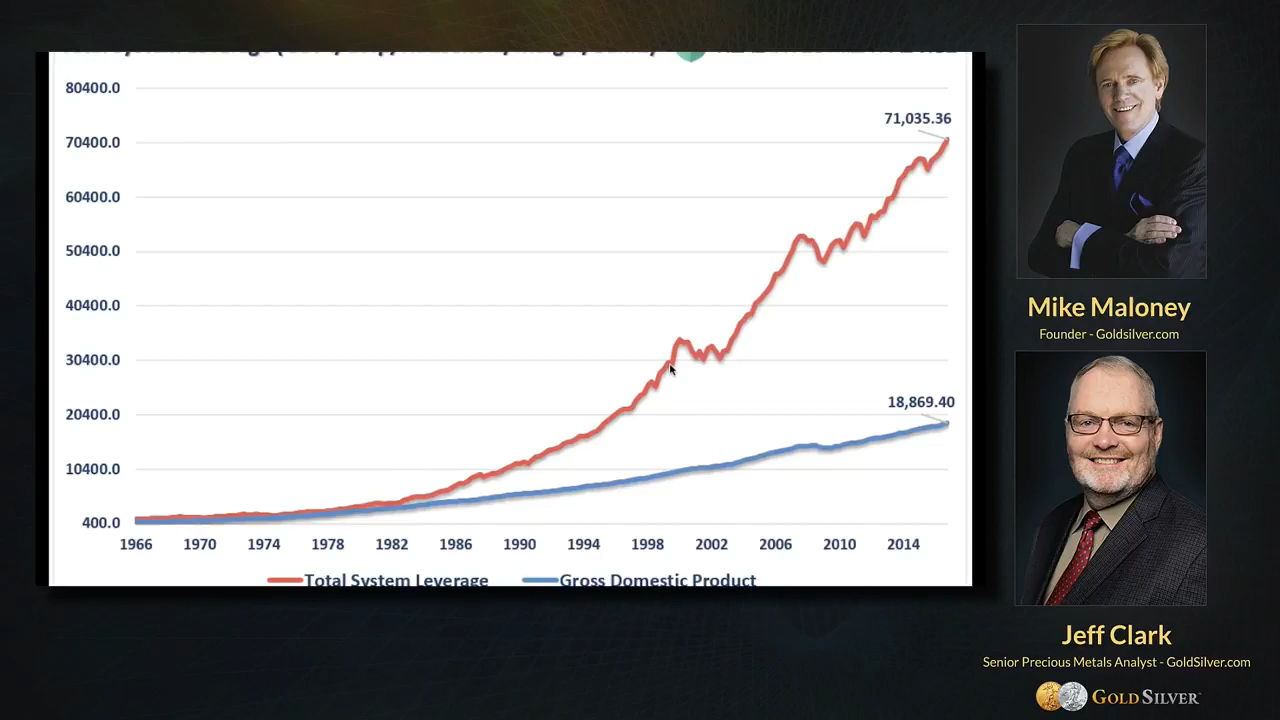 80400.0
70400.0
60400.0
50400.0
40400.0
30400.0
20400.0
10400.0
400.0
71,035.36
18,869.40
1966 1970 1974 1978 1982 1986 1990 1994 1998 2002 2006 2010 2014
Total System Leverage Gross Domestic Product
Mike Maloney
Founder - Goldsilver.com
Jeff Clark
Senior Precious Metals Analyst - GoldSilver.com
GOLDSILVER